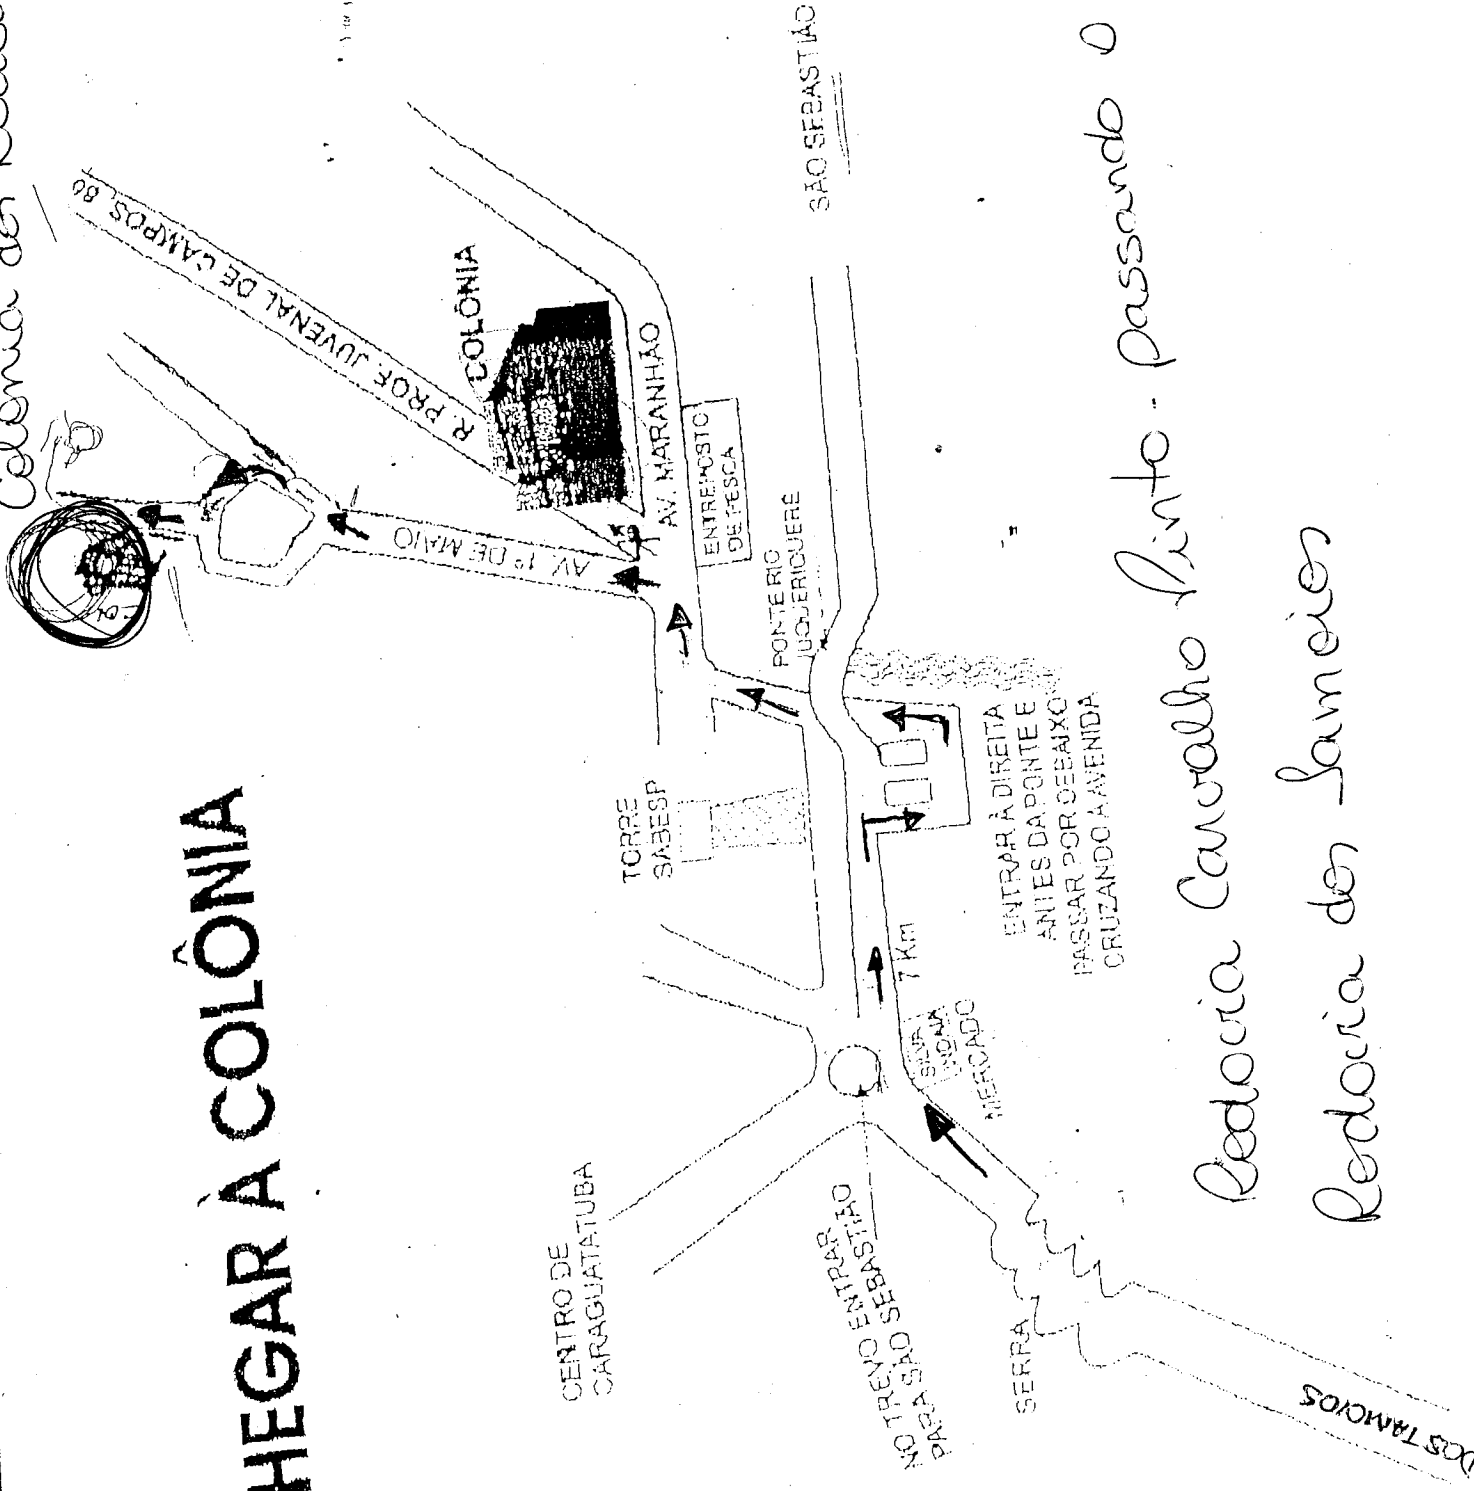 HEGAR À COLÔNIA
Colônia dos
R. PROF. JUVENAL DE CAMPOS, 80
COLÔNIA
AV. 1º DE MAIO
AV. MARANHÃO
ENTREPOSTO
DE PESCA
PONTE RIO
JUQUERIQUERÊ
SÃO SEBASTIÃO
TORRE
SABESP
ENTRAR À DIREITA
ANTES DA PONTE E
PASSAR POR DEBAIXO
CRUZANDO A AVENIDA
7 Km
MERCADO
CENTRO DE
CARAGUATATUBA
NO TREVO ENTRAR
PARA SÃO SEBASTIÃO
SERRA
DOS TAMOIOS
Rodovia Carvalho Pinto - passando o
Rodovia dos Tamoios